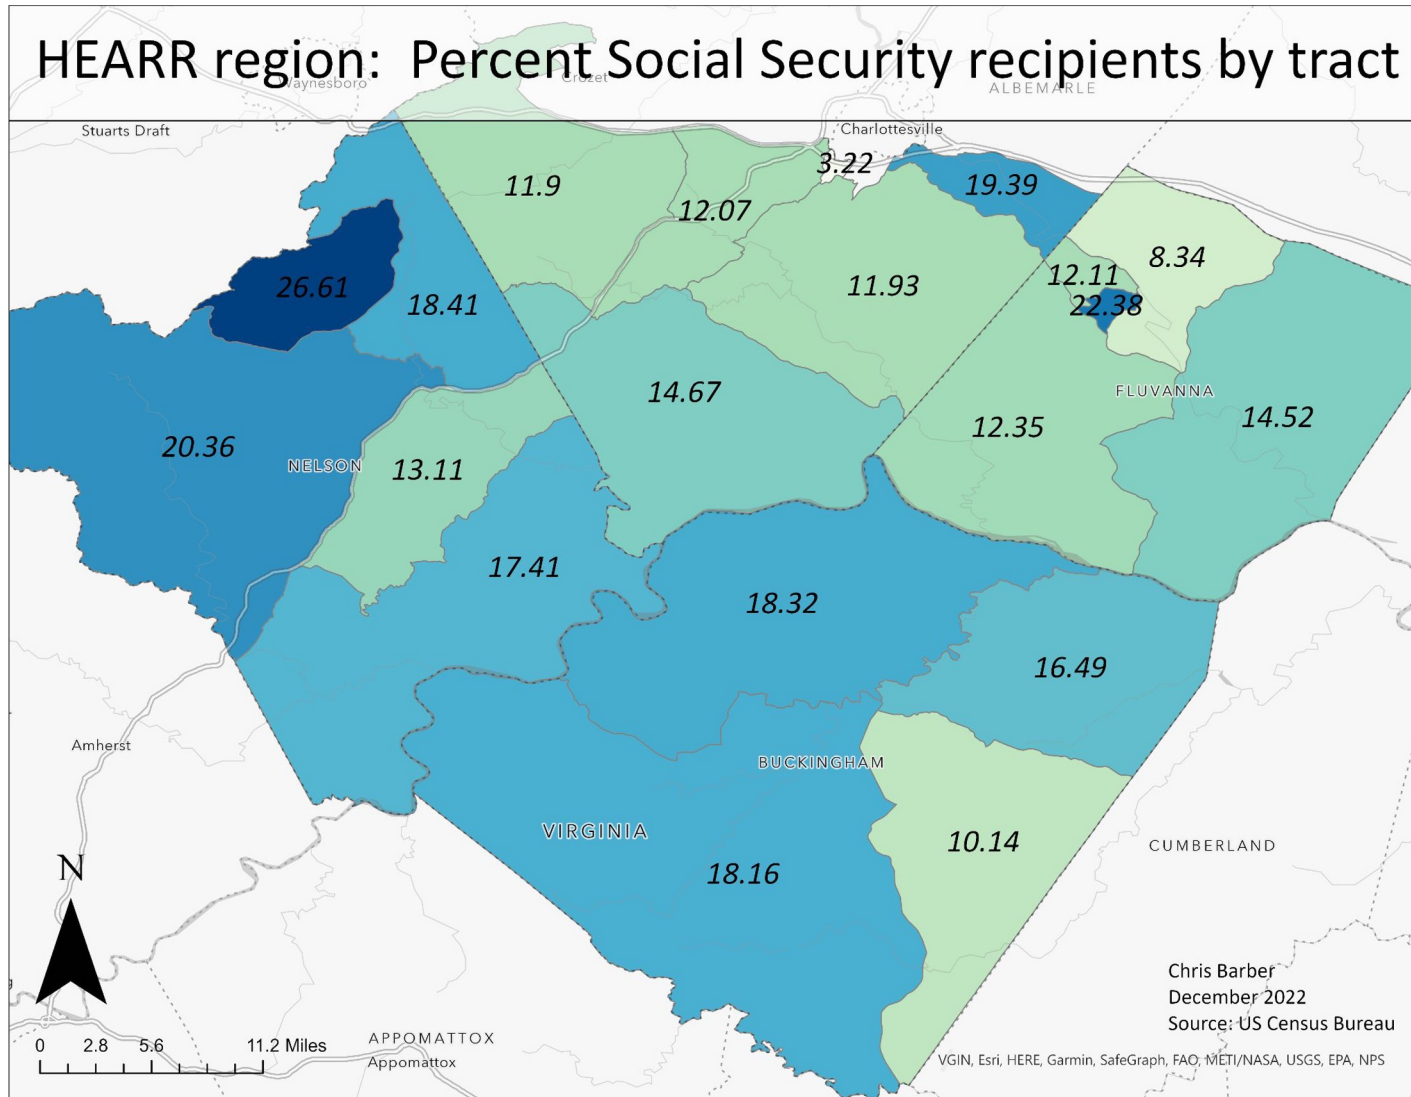 HEARR region:  Percent Social Security recipients by tract
Waynesboro
Crozet
ALBEMARLE
Stuarts Draft
Charlottesville
3.22
11.9
19.39
12.07
8.34
12.11
26.61
11.93
18.41
22.38
14.67
FLUVANNA
14.52
12.35
20.36
NELSON
13.11
17.41
18.32
16.49
Amherst
BUCKINGHAM
VIRGINIA
10.14
CUMBERLAND
N
18.16
Chris Barber
December 2022
Source: US Census Bureau
APPOMATTOX
Appomattox
0 2.8 5.6 11.2 Miles
VGIN, Esri, HERE, Garmin, SafeGraph, FAO, METI/NASA, USGS, EPA, NPS